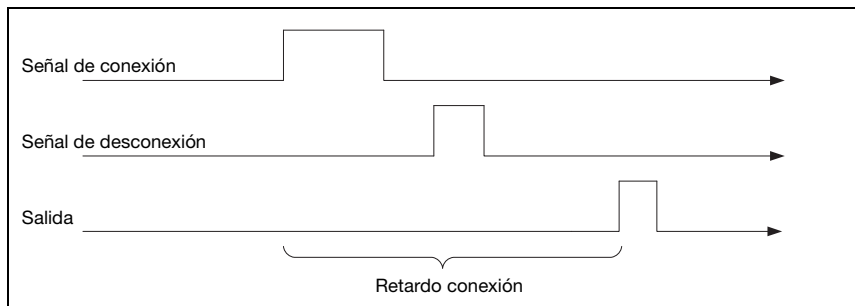 Señal de conexión
Señal de desconexión
Salida
Retardo conexión